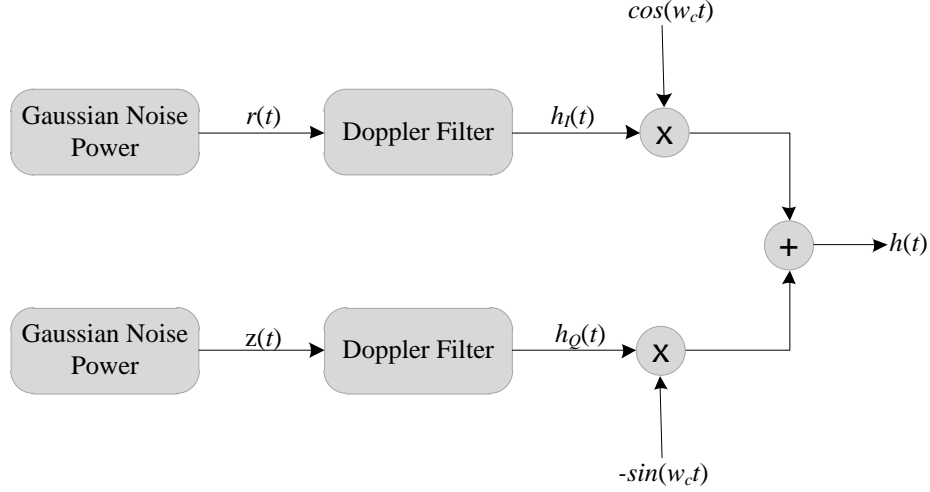 cos(w_ct)
Gaussian Noise
Power
r(t)
Doppler Filter
h_I(t)
X
+
h(t)
Gaussian Noise
Power
z(t)
Doppler Filter
h_Q(t)
X
-sin(w_ct)